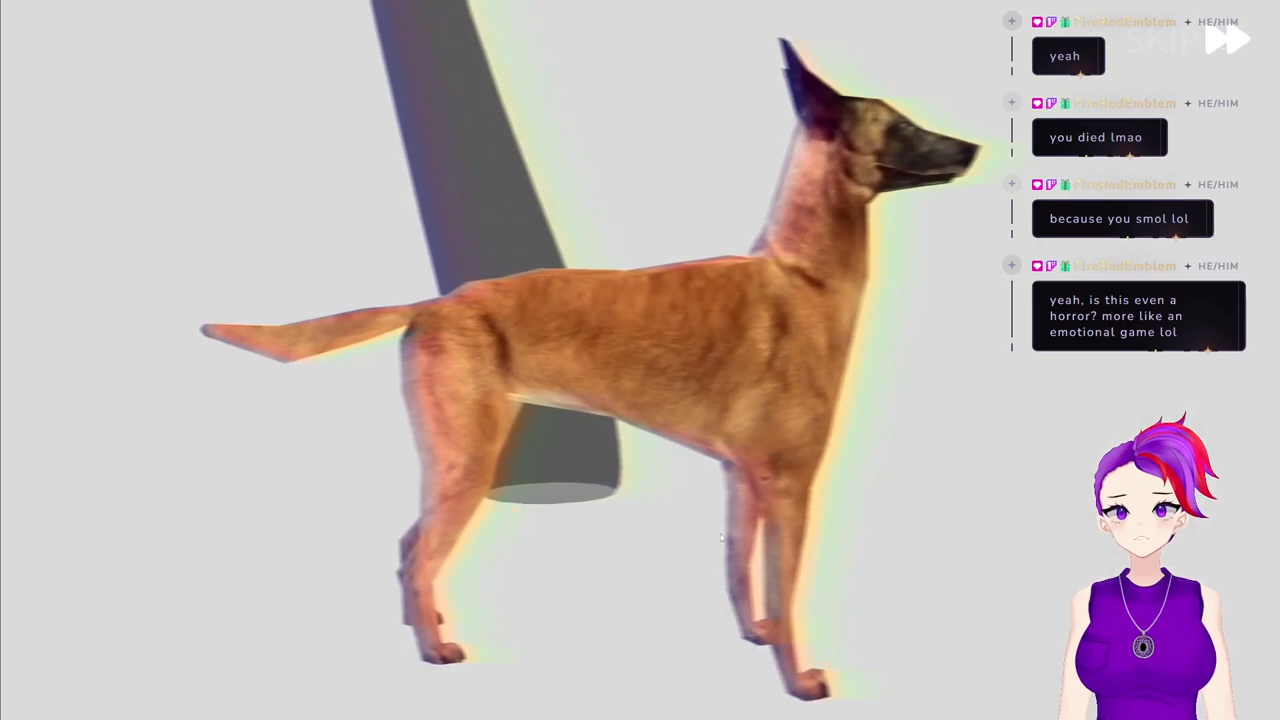 HE/HIM
SKIP
yeah
HE/HIM
you died lmao
HE/HIM
because you smol lol
HE/HIM
yeah, is this even a
horror? more like an
emotional game lol